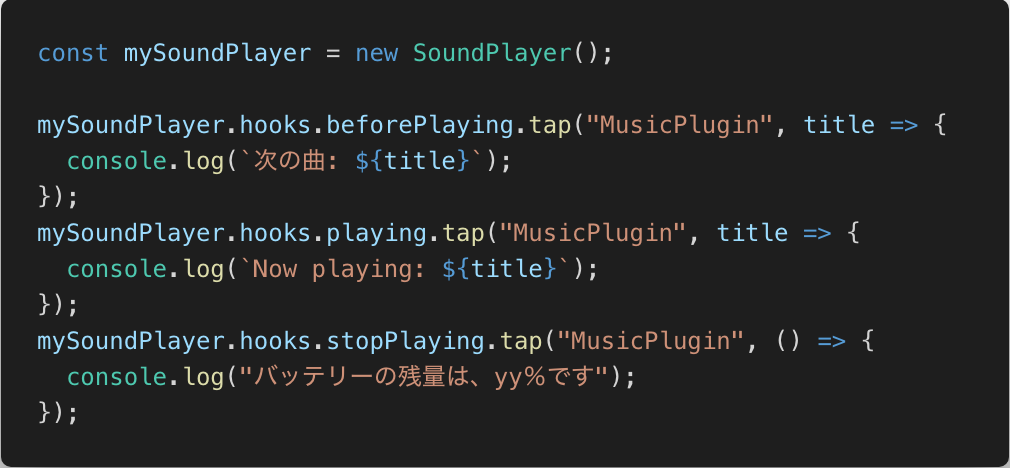 const mySoundPlayer = new SoundPlayer();
mySoundPlayer.hooks.beforePlaying.tap("MusicPlugin", title => {
  console.log(`次の曲: ${title}`);
});
mySoundPlayer.hooks.playing.tap("MusicPlugin", title => {
  console.log(`Now playing: ${title}`);
});
mySoundPlayer.hooks.stopPlaying.tap("MusicPlugin", () => {
  console.log("バッテリーの残量は、yy％です");
});